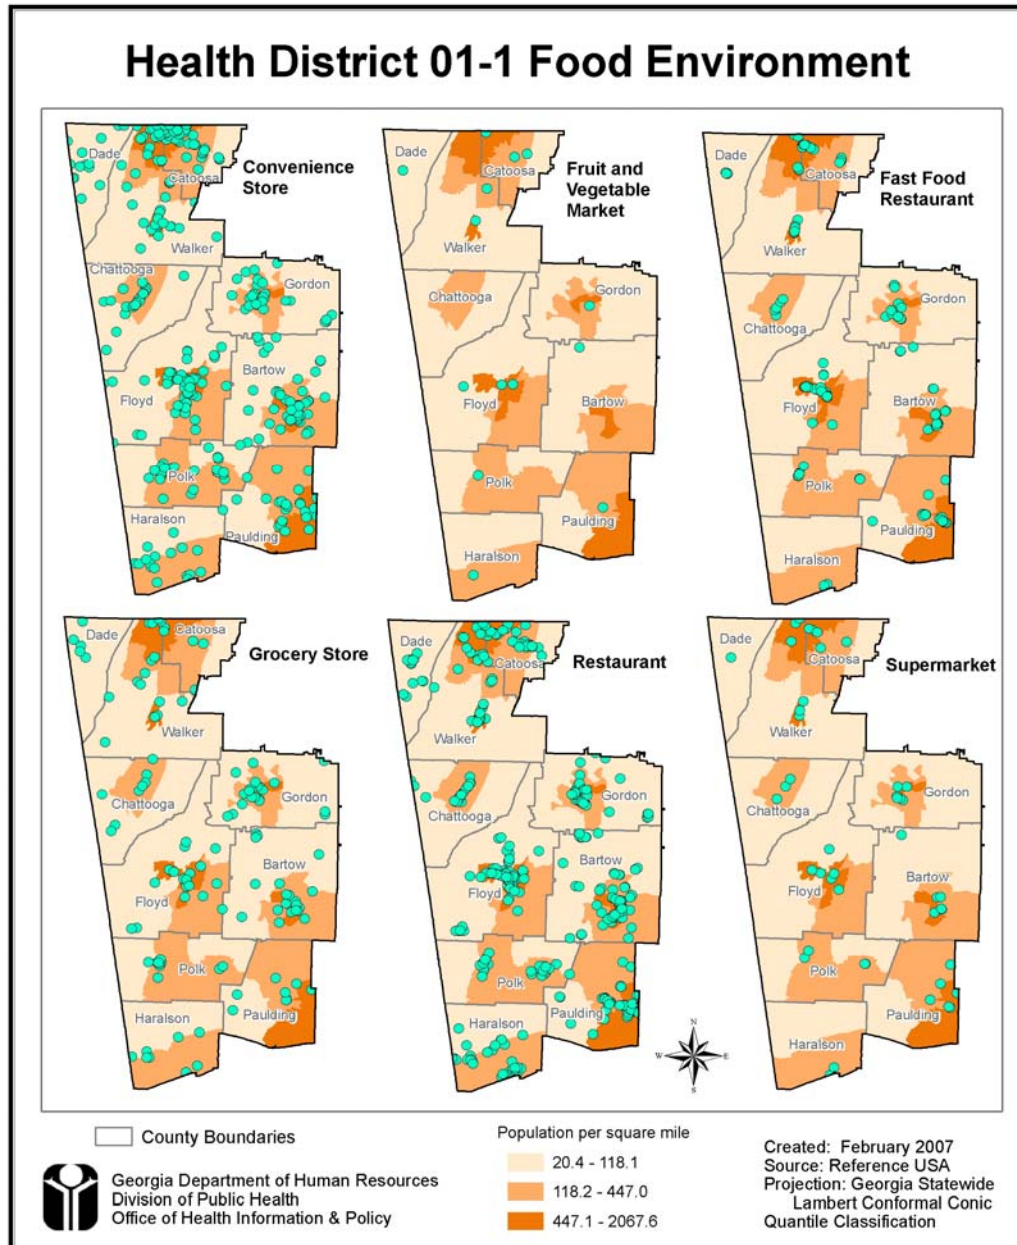 Health District 01-1 Food Environment
Convenience
Store
Dade
Catoosa
Walker
Chattooga
Gordon
Bartow
Floyd
Polk
Haralson
Paulding
Fruit and
Vegetable
Market
Dade
Catoosa
Walker
Chattooga
Gordon
Floyd
Bartow
Polk
Paulding
Haralson
Fast Food
Restaurant
Dade
Catoosa
Walker
Gordon
Chattooga
Floyd
Bartow
Polk
Paulding
Haralson
Grocery Store
Dade
Catoosa
Walker
Chattooga
Gordon
Bartow
Floyd
Polk
Haralson
Paulding
Restaurant
Dade
Catoosa
Walker
Gordon
Chattooga
Bartow
Floyd
Polk
Haralson
Paulding
Supermarket
Dade
Catoosa
Walker
Gordon
Chattooga
Bartow
Floyd
Polk
Paulding
Haralson
N
W E
S
County Boundaries
Georgia Department of Human Resources
Division of Public Health
Office of Health Information & Policy
Population per square mile
20.4 - 118.1
118.2 - 447.0
447.1 - 2067.6
Created: February 2007
Source: Reference USA
Projection: Georgia Statewide
Lambert Conformal Conic
Quantile Classification